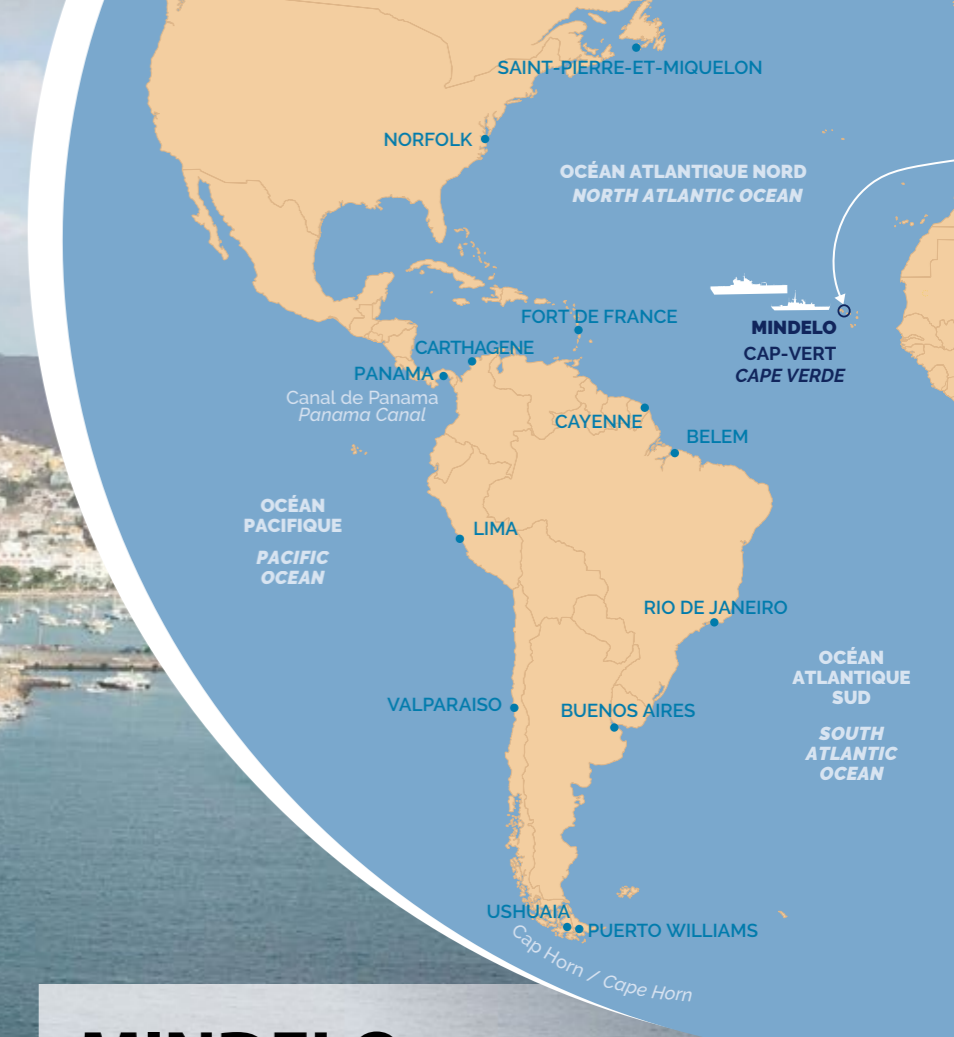 SAINT-PIERRE-ET-MIQUELON
NORFOLK
OCÉAN ATLANTIQUE NORD
NORTH ATLANTIC OCEAN
FORT DE FRANCE
MINDELO
CAP-VERT
CAPE VERDE
CARTHAGENE
PANAMA
Canal de Panama
Panama Canal
CAYENNE
BELEM
OCÉAN
PACIFIQUE
PACIFIC
OCEAN
LIMA
RIO DE JANEIRO
OCÉAN
ATLANTIQUE
SUD
SOUTH
ATLANTIC
OCEAN
VALPARAISO
BUENOS AIRES
USHUAIA
PUERTO WILLIAMS
Cap Horn / Cape Horn
MINDELO